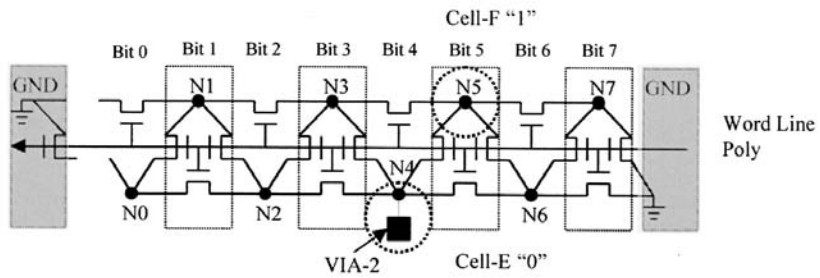 Cell-F “1”
Bit 0 Bit 1 Bit 2 Bit 3 Bit 4 Bit 5 Bit 6 Bit 7
GND N1 N3 N5 N7 GND
Word Line
Poly
N4
N0 N2 N6
VIA-2 Cell-E “0”